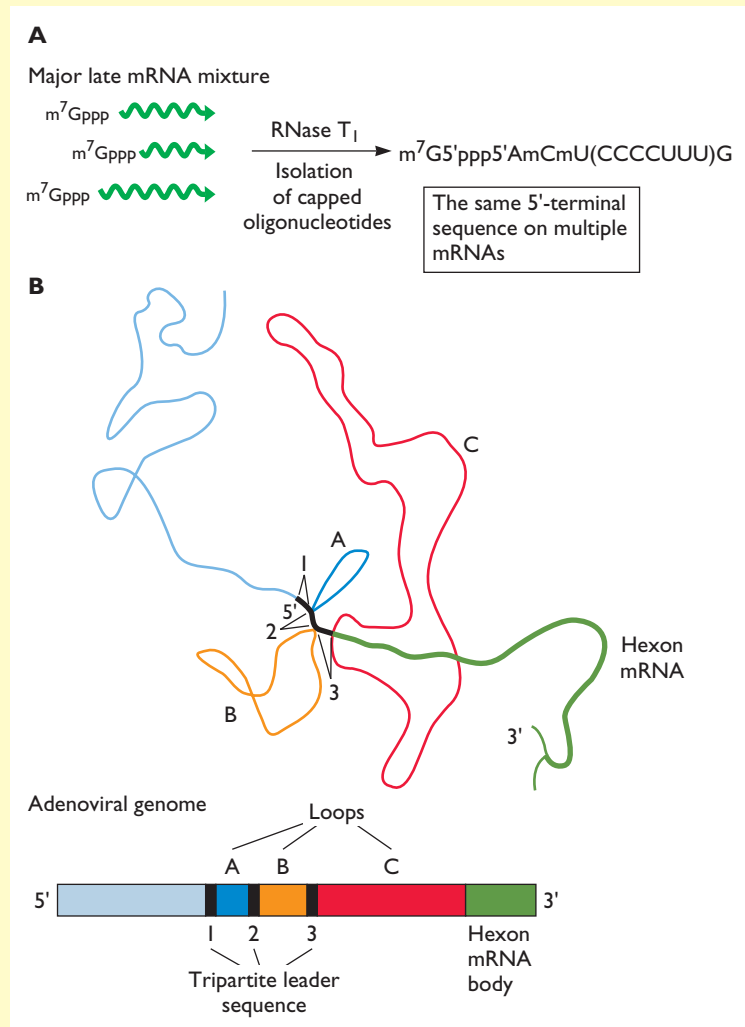 A
Major late mRNA mixture
m⁷Gppp
m⁷Gppp
m⁷Gppp
RNase T₁
Isolation
of capped
oligonucleotides
m⁷G5'ppp5'AmCmU(CCCCUUU)G
The same 5'-terminal
sequence on multiple
mRNAs
B
C
A
1
5'
2
3
B
Hexon
mRNA
3'
Adenoviral genome
Loops
A B C
5' 3'
1 2 3
Tripartite leader
sequence
Hexon
mRNA
body